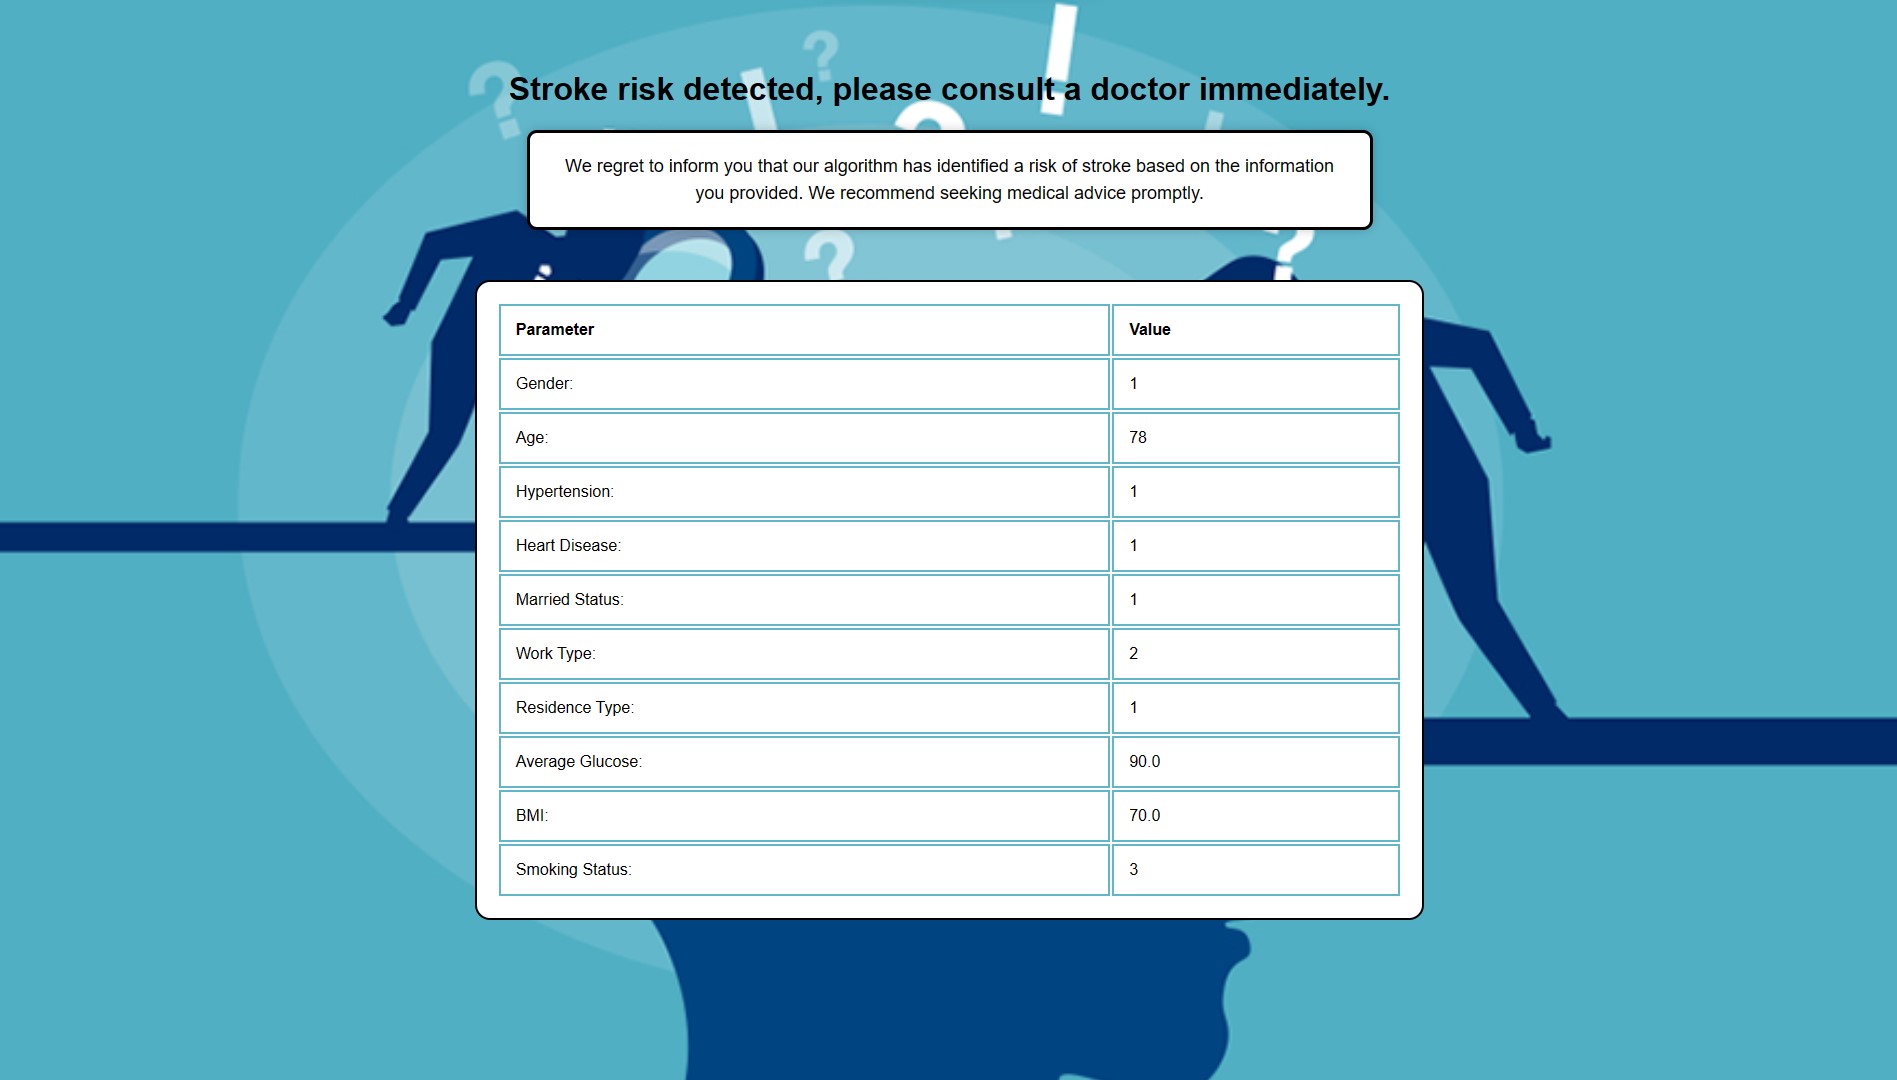 Stroke risk detected, please consult a doctor immediately.
We regret to inform you that our algorithm has identified a risk of stroke based on the information
you provided. We recommend seeking medical advice promptly.
Parameter Value
Gender: 1
Age: 78
Hypertension: 1
Heart Disease: 1
Married Status: 1
Work Type: 2
Residence Type: 1
Average Glucose: 90.0
BMI: 70.0
Smoking Status: 3